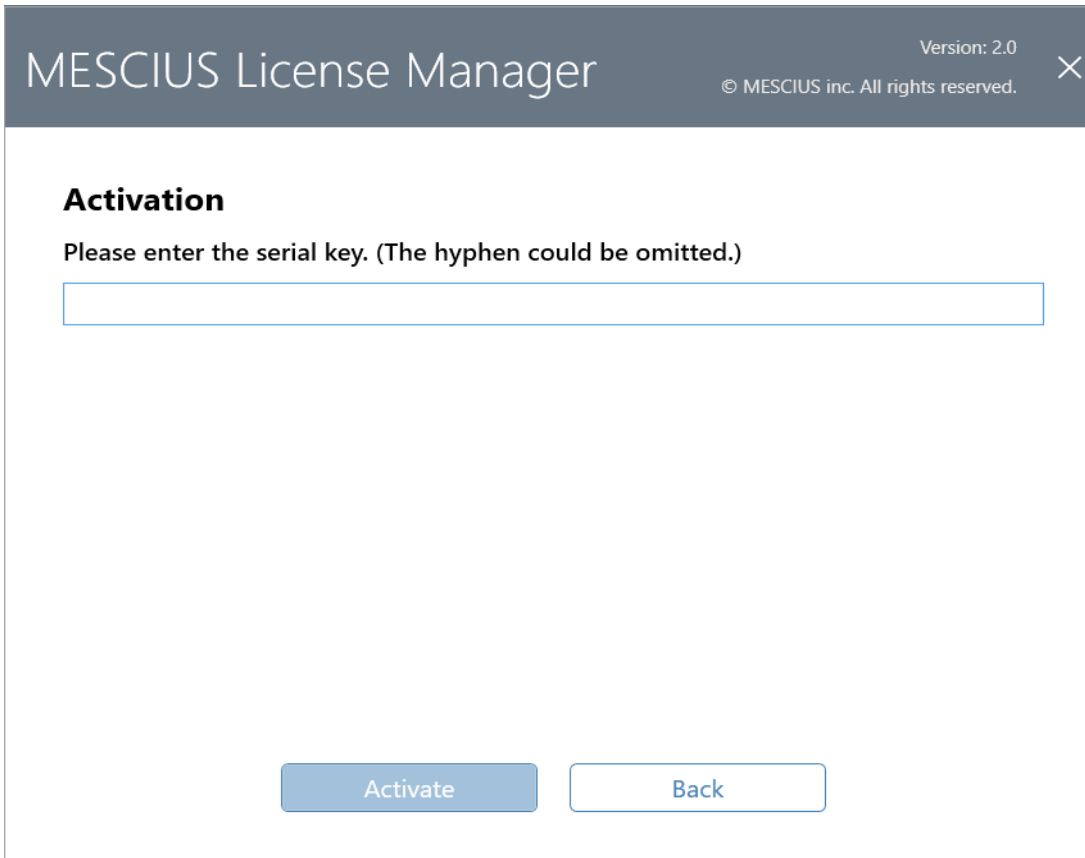 MESCIUS License Manager
Version: 2.0
© MESCIUS inc. All rights reserved.
Activation
Please enter the serial key. (The hyphen could be omitted.)
Activate
Back